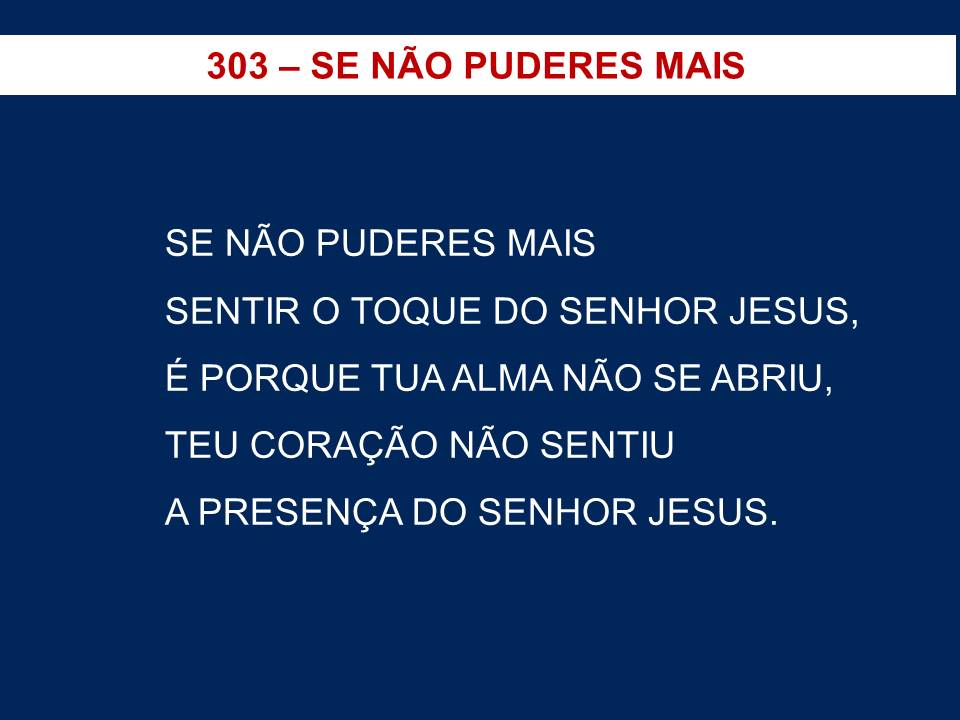 303 – SE NÃO PUDERES MAIS
SE NÃO PUDERES MAIS
SENTIR O TOQUE DO SENHOR JESUS,
É PORQUE TUA ALMA NÃO SE ABRIU,
TEU CORAÇÃO NÃO SENTIU
A PRESENÇA DO SENHOR JESUS.